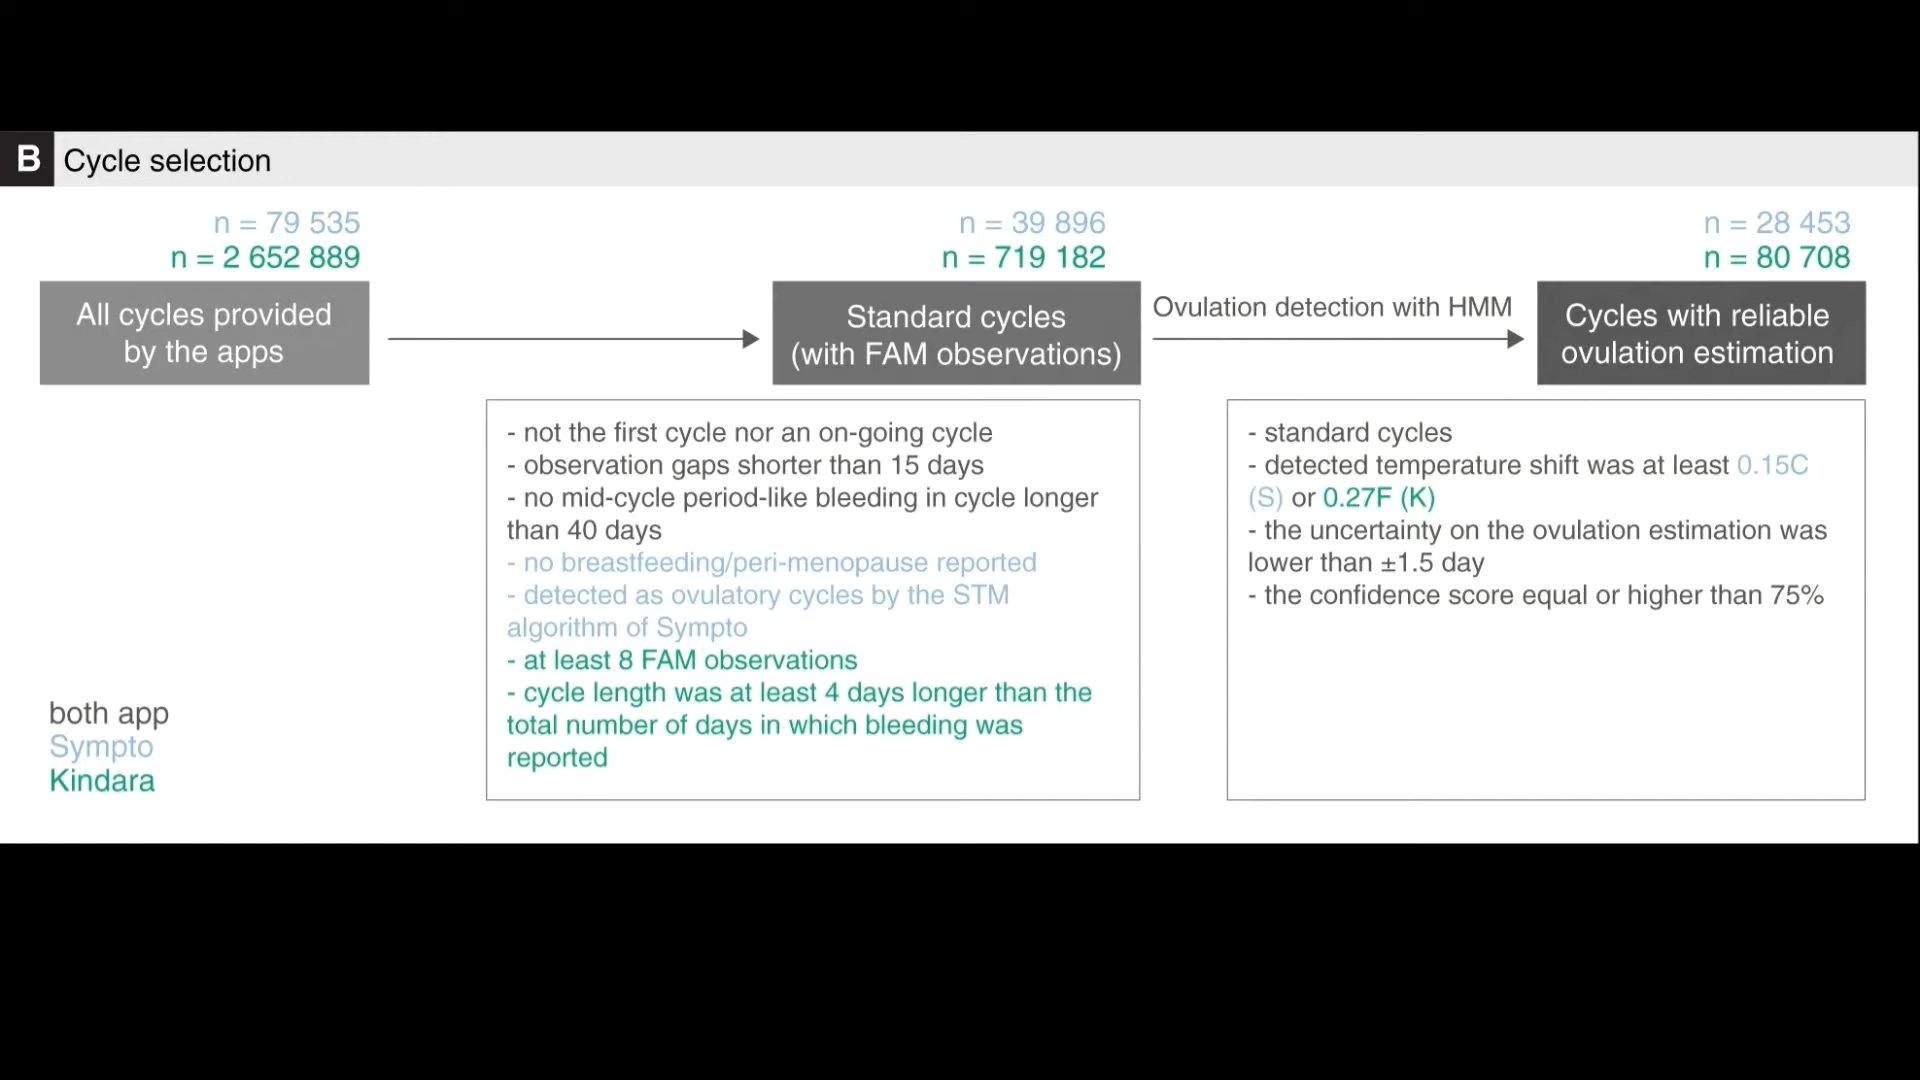 B Cycle selection
n = 79 535
n = 2 652 889
All cycles provided
by the apps
n = 39 896
n = 719 182
Standard cycles
(with FAM observations)
Ovulation detection with HMM
n = 28 453
n = 80 708
Cycles with reliable
ovulation estimation
- not the first cycle nor an on-going cycle
- observation gaps shorter than 15 days
- no mid-cycle period-like bleeding in cycle longer
than 40 days
- no breastfeeding/peri-menopause reported
- detected as ovulatory cycles by the STM
algorithm of Sympto
- at least 8 FAM observations
- cycle length was at least 4 days longer than the
total number of days in which bleeding was
reported
- standard cycles
- detected temperature shift was at least 0.15C
(S) or 0.27F (K)
- the uncertainty on the ovulation estimation was
lower than ±1.5 day
- the confidence score equal or higher than 75%
both app
Sympto
Kindara